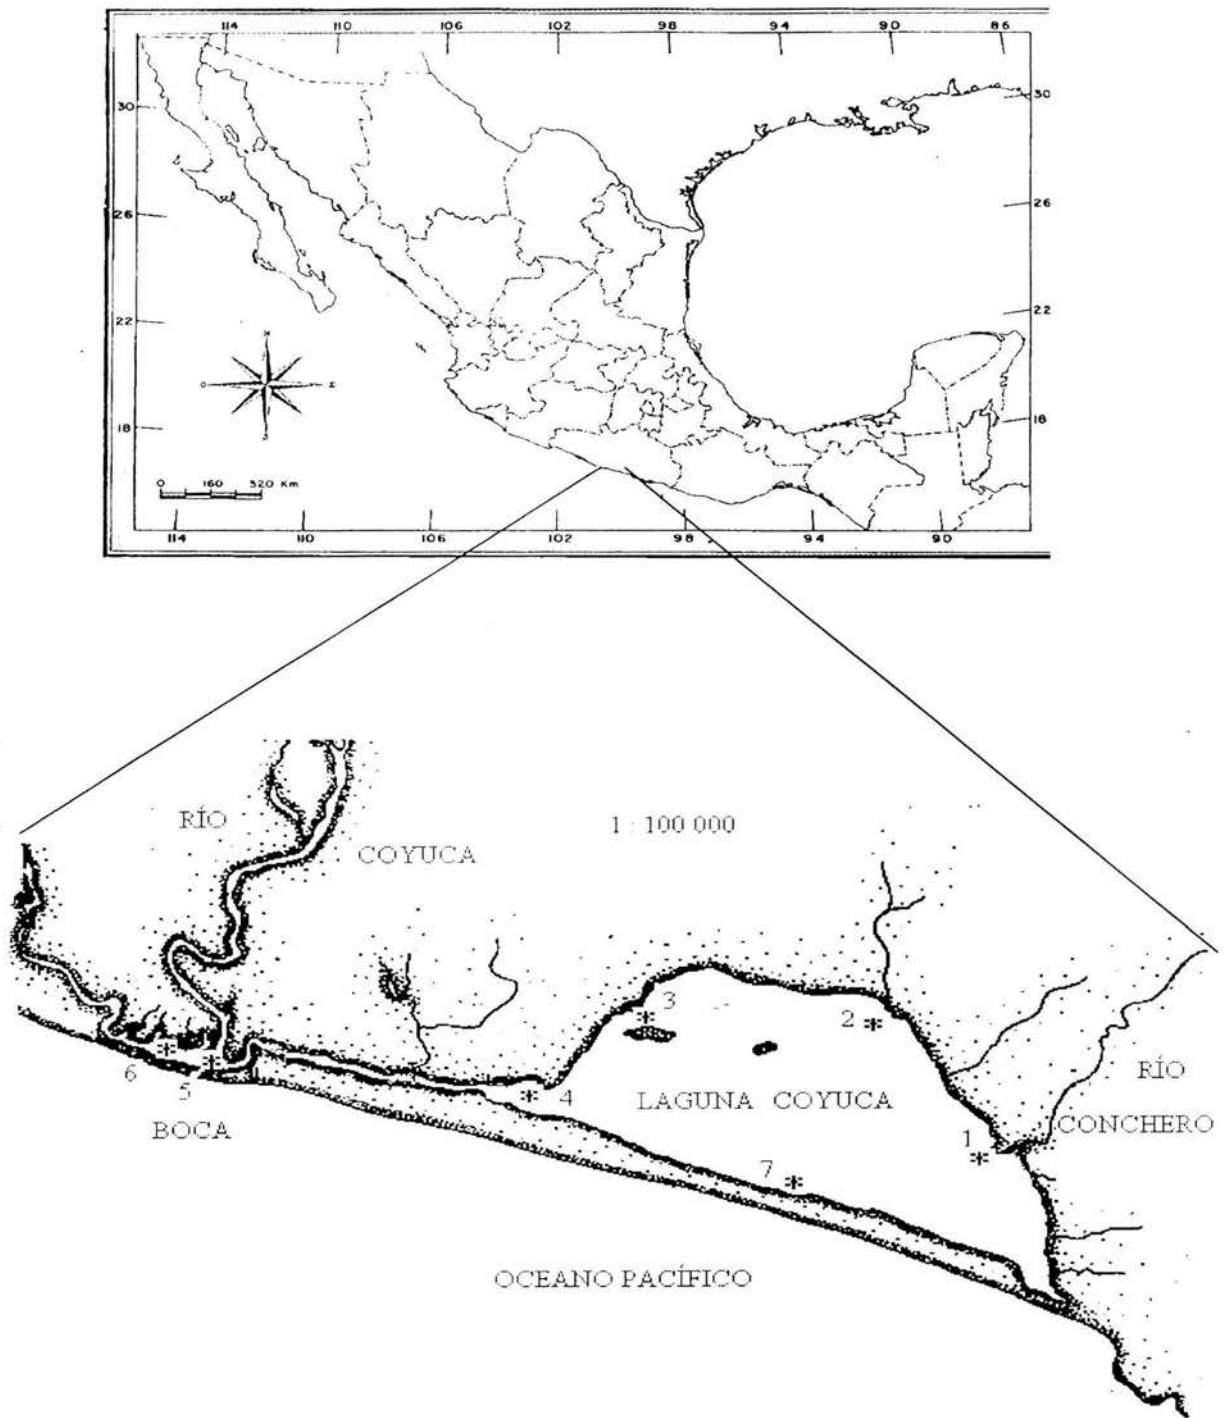 114 110 106 102 98 94 90 86
30 30
26 26
22 22
N
O E
S
18 18
0 160 320 Km
114 110 106 102 98 94 90
RÍO
COYUCA
1 : 100 000
3
2
RÍO
6
5
4
LAGUNA COYUCA
CONCHERO
BOCA
1
7
OCEANO PACÍFICO